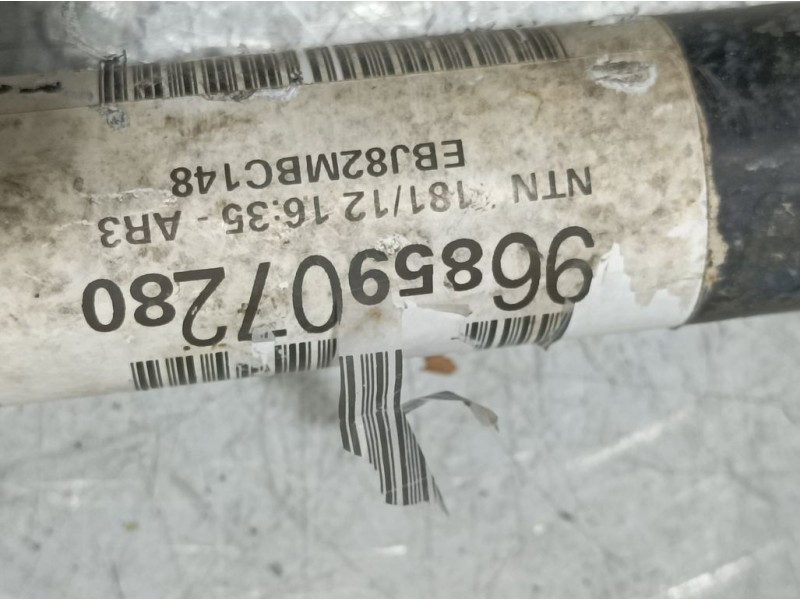 9685907280
NTN 181/12 16:35 - AR3
EBJ82MBC148